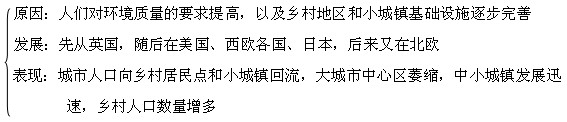 原因：人们对环境质量的要求提高，以及乡村地区和小城镇基础设施逐步完善
发展：先从英国，随后在美国、西欧各国、日本，后来又在北欧
表现：城市人口向乡村居民点和小城镇回流，大城市中心区萎缩，中小城镇发展迅
速，乡村人口数量增多